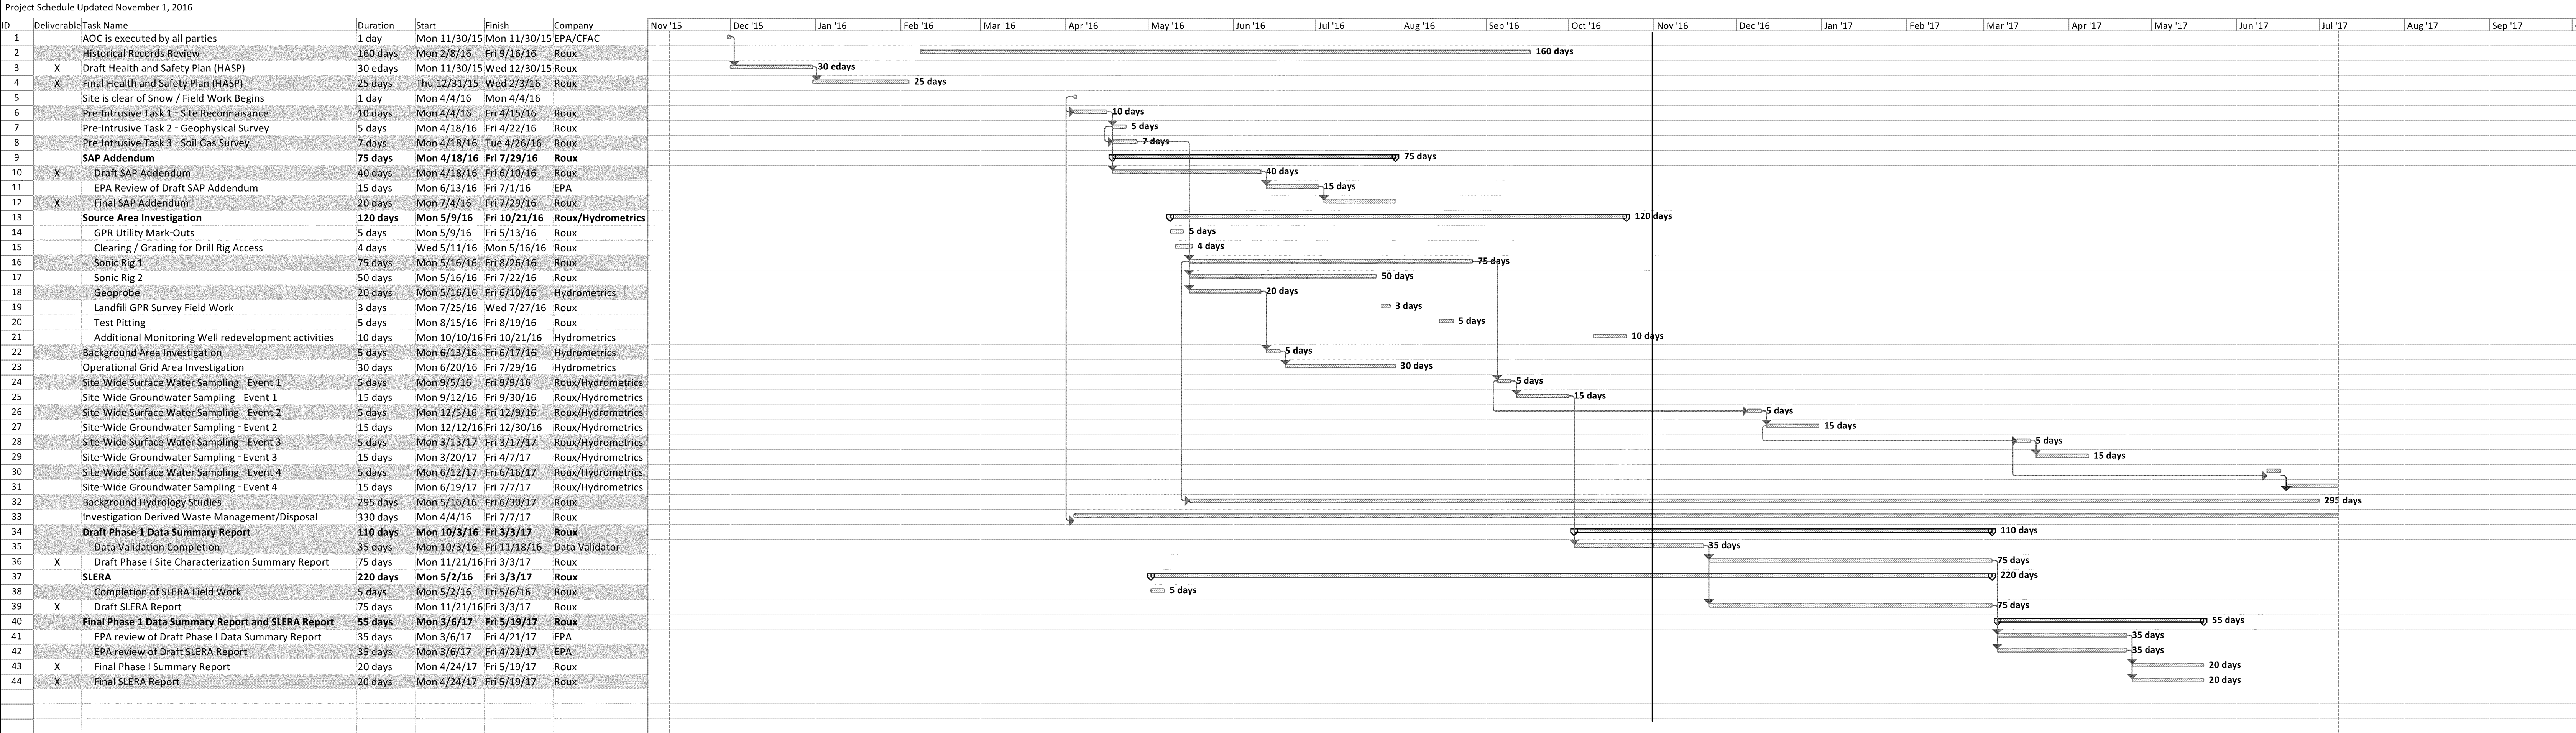 Project Schedule Updated November 1, 2016
ID Deliverable Task Name Duration Start Finish Company Nov '15 Dec '15 Jan '16 Feb '16 Mar '16 Apr '16 May '16 Jun '16 Jul '16 Aug '16 Sep '16 Oct '16 Nov '16 Dec '16 Jan '17 Feb '17 Mar '17 Apr '17 May '17 Jun '17 Jul '17 Aug '17 Sep '17
1 AOC is executed by all parties 1 day Mon 11/30/15 Mon 11/30/15 EPA/CFAC
2 Historical Records Review 160 days Mon 2/8/16 Fri 9/16/16 Roux 160 days
3 X Draft Health and Safety Plan (HASP) 30 edays Mon 11/30/15 Wed 12/30/15 Roux 30 edays
4 X Final Health and Safety Plan (HASP) 25 days Thu 12/31/15 Wed 2/3/16 Roux 25 days
5 Site is clear of Snow / Field Work Begins 1 day Mon 4/4/16 Mon 4/4/16
6 Pre-Intrusive Task 1 - Site Reconnaisance 10 days Mon 4/4/16 Fri 4/15/16 Roux 10 days
7 Pre-Intrusive Task 2 - Geophysical Survey 5 days Mon 4/18/16 Fri 4/22/16 Roux 5 days
8 Pre-Intrusive Task 3 - Soil Gas Survey 7 days Mon 4/18/16 Tue 4/26/16 Roux 7 days
9 SAP Addendum 75 days Mon 4/18/16 Fri 7/29/16 Roux 75 days
10 X Draft SAP Addendum 40 days Mon 4/18/16 Fri 6/10/16 Roux 40 days
11 EPA Review of Draft SAP Addendum 15 days Mon 6/13/16 Fri 7/1/16 EPA 15 days
12 X Final SAP Addendum 20 days Mon 7/4/16 Fri 7/29/16 Roux
13 Source Area Investigation 120 days Mon 5/9/16 Fri 10/21/16 Roux/Hydrometrics 120 days
14 GPR Utility Mark-Outs 5 days Mon 5/9/16 Fri 5/13/16 Roux 5 days
15 Clearing / Grading for Drill Rig Access 4 days Wed 5/11/16 Mon 5/16/16 Roux 4 days
16 Sonic Rig 1 75 days Mon 5/16/16 Fri 8/26/16 Roux 75 days
17 Sonic Rig 2 50 days Mon 5/16/16 Fri 7/22/16 Roux 50 days
18 Geoprobe 20 days Mon 5/16/16 Fri 6/10/16 Hydrometrics 20 days
19 Landfill GPR Survey Field Work 3 days Mon 7/25/16 Wed 7/27/16 Roux 3 days
20 Test Pitting 5 days Mon 8/15/16 Fri 8/19/16 Roux 5 days
21 Additional Monitoring Well redevelopment activities 10 days Mon 10/10/16 Fri 10/21/16 Hydrometrics 10 days
22 Background Area Investigation 5 days Mon 6/13/16 Fri 6/17/16 Hydrometrics 5 days
23 Operational Grid Area Investigation 30 days Mon 6/20/16 Fri 7/29/16 Hydrometrics 30 days
24 Site-Wide Surface Water Sampling - Event 1 5 days Mon 9/5/16 Fri 9/9/16 Roux/Hydrometrics 5 days
25 Site-Wide Groundwater Sampling - Event 1 15 days Mon 9/12/16 Fri 9/30/16 Roux/Hydrometrics 15 days
26 Site-Wide Surface Water Sampling - Event 2 5 days Mon 12/5/16 Fri 12/9/16 Roux/Hydrometrics 5 days
27 Site-Wide Groundwater Sampling - Event 2 15 days Mon 12/12/16 Fri 12/30/16 Roux/Hydrometrics 15 days
28 Site-Wide Surface Water Sampling - Event 3 5 days Mon 3/13/17 Fri 3/17/17 Roux/Hydrometrics 5 days
29 Site-Wide Groundwater Sampling - Event 3 15 days Mon 3/20/17 Fri 4/7/17 Roux/Hydrometrics 15 days
30 Site-Wide Surface Water Sampling - Event 4 5 days Mon 6/12/17 Fri 6/16/17 Roux/Hydrometrics
31 Site-Wide Groundwater Sampling - Event 4 15 days Mon 6/19/17 Fri 7/7/17 Roux/Hydrometrics
32 Background Hydrology Studies 295 days Mon 5/16/16 Fri 6/30/17 Roux 295 days
33 Investigation Derived Waste Management/Disposal 330 days Mon 4/4/16 Fri 7/7/17 Roux
34 Draft Phase 1 Data Summary Report 110 days Mon 10/3/16 Fri 3/3/17 Roux 110 days
35 Data Validation Completion 35 days Mon 10/3/16 Fri 11/18/16 Data Validator 35 days
36 X Draft Phase I Site Characterization Summary Report 75 days Mon 11/21/16 Fri 3/3/17 Roux 75 days
37 SLERA 220 days Mon 5/2/16 Fri 3/3/17 Roux 220 days
38 Completion of SLERA Field Work 5 days Mon 5/2/16 Fri 5/6/16 Roux 5 days
39 X Draft SLERA Report 75 days Mon 11/21/16 Fri 3/3/17 Roux 75 days
40 Final Phase 1 Data Summary Report and SLERA Report 55 days Mon 3/6/17 Fri 5/19/17 Roux 55 days
41 EPA review of Draft Phase I Data Summary Report 35 days Mon 3/6/17 Fri 4/21/17 EPA 35 days
42 EPA review of Draft SLERA Report 35 days Mon 3/6/17 Fri 4/21/17 EPA 35 days
43 X Final Phase I Summary Report 20 days Mon 4/24/17 Fri 5/19/17 Roux 20 days
44 X Final SLERA Report 20 days Mon 4/24/17 Fri 5/19/17 Roux 20 days